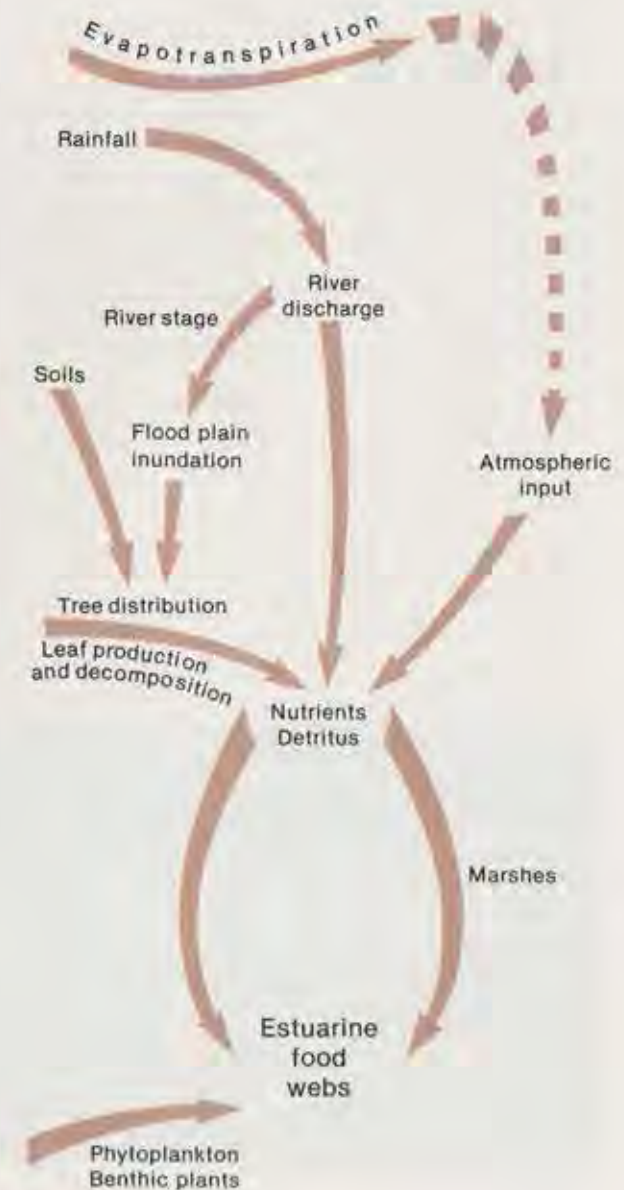 Evapotranspiration
Rainfall
River
discharge
River stage
Soils
Flood plain
inundation
Atmospheric
input
Tree distribution
Leaf production
and decomposition
Nutrients
Detritus
Marshes
Estuarine
food
webs
Phytoplankton
Benthic plants